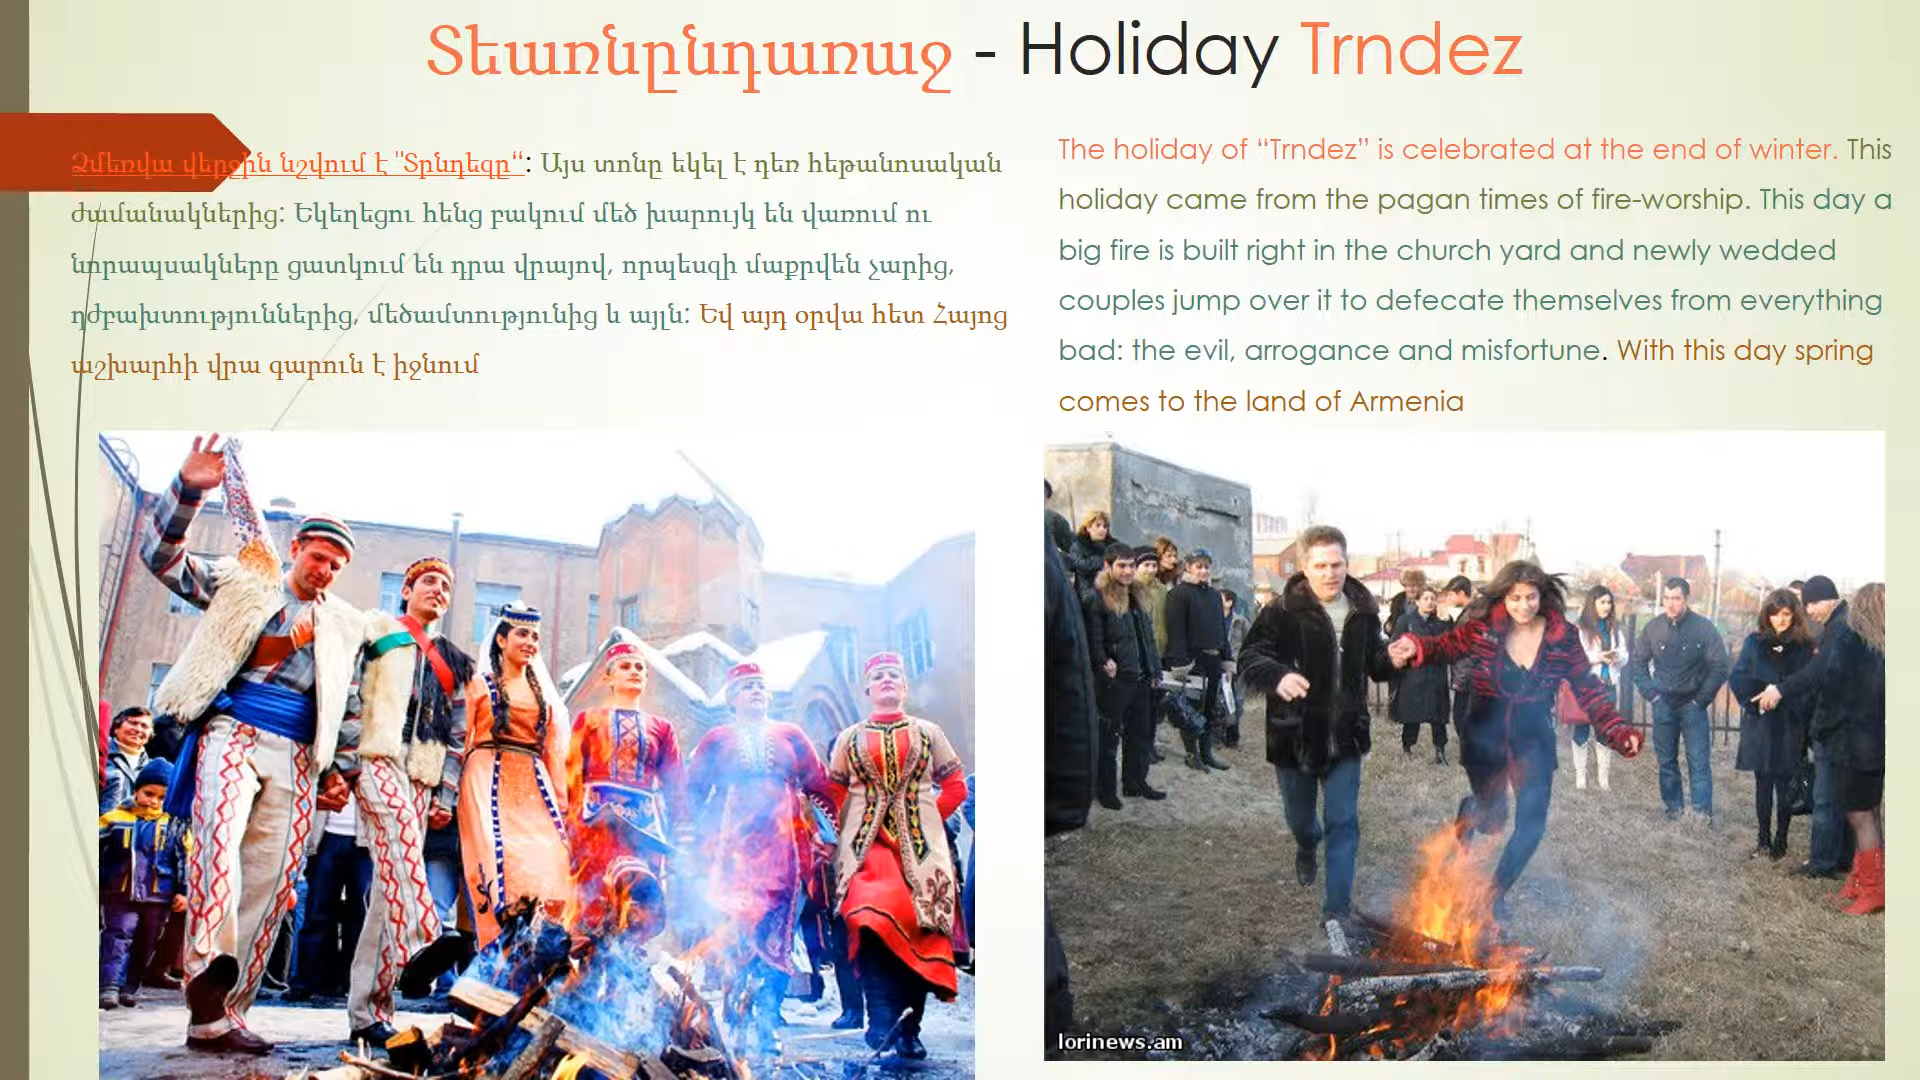 Տեառնընդառաջ - Holiday Trndez
Ձմեռվա վերջին նշվում է "Տրնդեզը“: Այս տոնը եկել է դեռ հեթանոսական
ժամանակներից: Եկեղեցու հենց բակում մեծ խարույկ են վառում ու
նորապսակները ցատկում են դրա վրայով, որպեսզի մաքրվեն չարից,
դժբախտություններից, մեծամտությունից և այլն: Եվ այդ օրվա հետ Հայոց
աշխարհի վրա գարուն է իջնում
The holiday of “Trndez” is celebrated at the end of winter. This
holiday came from the pagan times of fire-worship. This day a
big fire is built right in the church yard and newly wedded
couples jump over it to defecate themselves from everything
bad: the evil, arrogance and misfortune. With this day spring
comes to the land of Armenia
lorinews.am